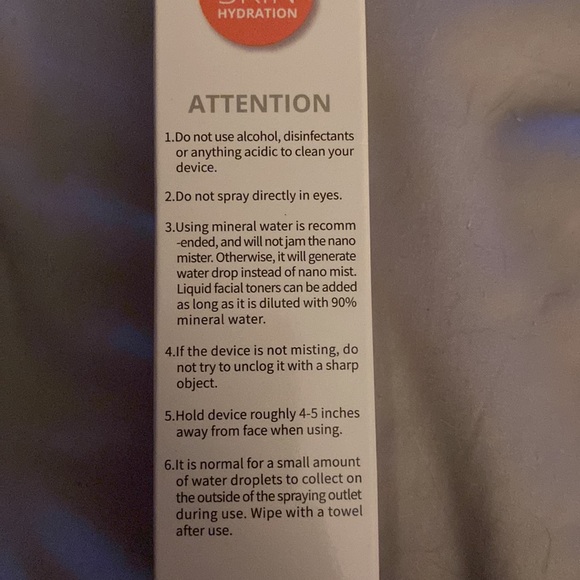 SKIN
HYDRATION
ATTENTION
1.Do not use alcohol, disinfectants
or anything acidic to clean your
device.
2.Do not spray directly in eyes.
3.Using mineral water is recomm
-ended, and will not jam the nano
mister. Otherwise, it will generate
water drop instead of nano mist.
Liquid facial toners can be added
as long as it is diluted with 90%
mineral water.
4.If the device is not misting, do
not try to unclog it with a sharp
object.
5.Hold device roughly 4-5 inches
away from face when using.
6.It is normal for a small amount
of water droplets to collect on
the outside of the spraying outlet
during use. Wipe with a towel
after use.